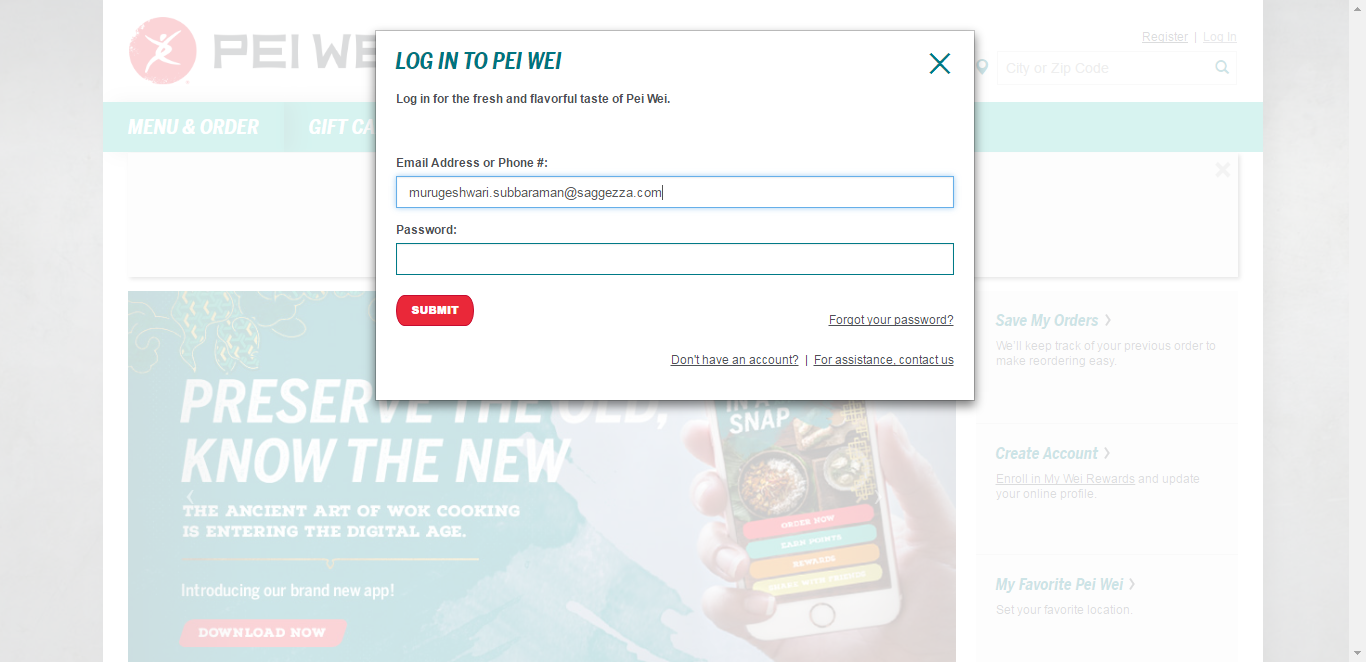 PEI WE
Register | Log In
City or Zip Code
MENU & ORDER
GIFT CA
LOG IN TO PEI WEI
Log in for the fresh and flavorful taste of Pei Wei.
Email Address or Phone #:
murugeshwari.subbaraman@saggezza.com
Password:
SUBMIT
Forgot your password?
Don't have an account? | For assistance, contact us
PRESERVE THE OLD,
KNOW THE NEW
THE ANCIENT ART OF WOK COOKING
IS ENTERING THE DIGITAL AGE.
Introducing our brand new app!
DOWNLOAD NOW
IN A
SNAP
ORDER NOW
EARN POINTS
REWARDS
SHARE WITH FRIENDS
Save My Orders
We'll keep track of your previous order to
make reordering easy.
Create Account
Enroll in My Wei Rewards and update
your online profile.
My Favorite Pei Wei
Set your favorite location.